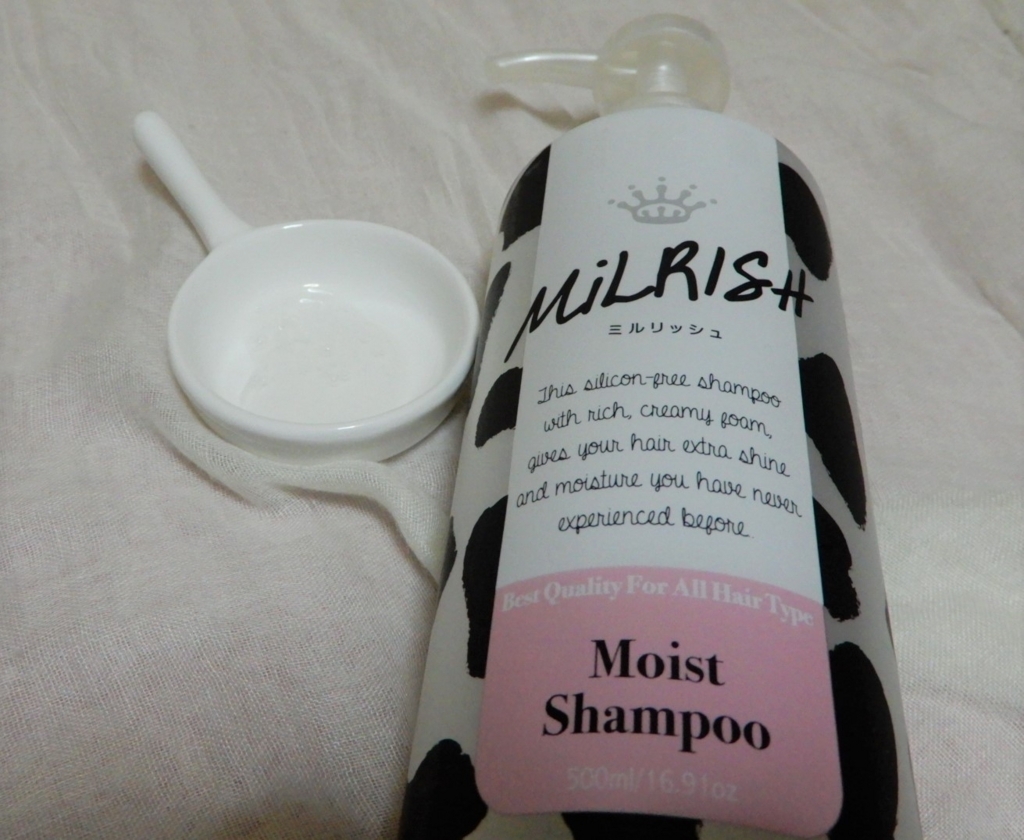 MiLRISH
ミルリッシュ
This silicon-free shampoo
with rich, creamy foam,
gives your hair extra shine
and moisture you have never
experienced before.
Best Quality For All Hair Type
Moist
Shampoo
500ml/16.91oz